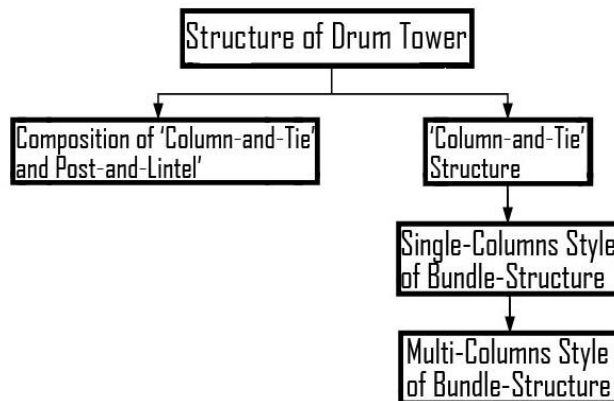 Structure of Drum Tower
Composition of ‘Column-and-Tie’
and Post-and-Lintel’
‘Column-and-Tie’
Structure
Single-Columns Style
of Bundle-Structure
Multi-Columns Style
of Bundle-Structure